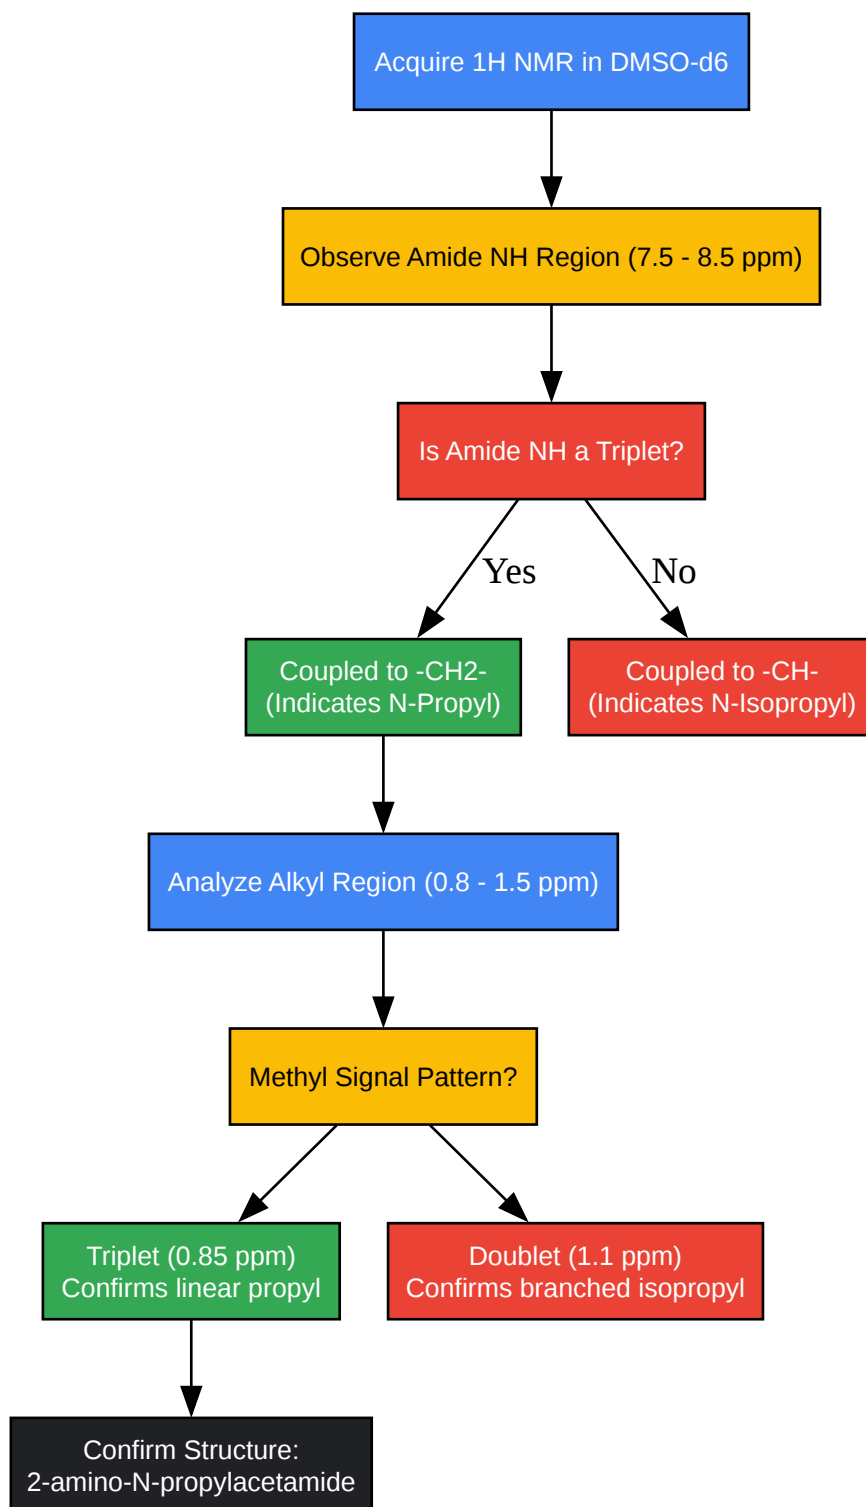 Acquire 1H NMR in DMSO-d6
Observe Amide NH Region (7.5 - 8.5 ppm)
Is Amide NH a Triplet?
Yes
No
Coupled to -CH2-
(Indicates N-Propyl)
Coupled to -CH-
(Indicates N-Isopropyl)
Analyze Alkyl Region (0.8 - 1.5 ppm)
Methyl Signal Pattern?
Triplet (0.85 ppm)
Confirms linear propyl
Doublet (1.1 ppm)
Confirms branched isopropyl
Confirm Structure:
2-amino-N-propylacetamide